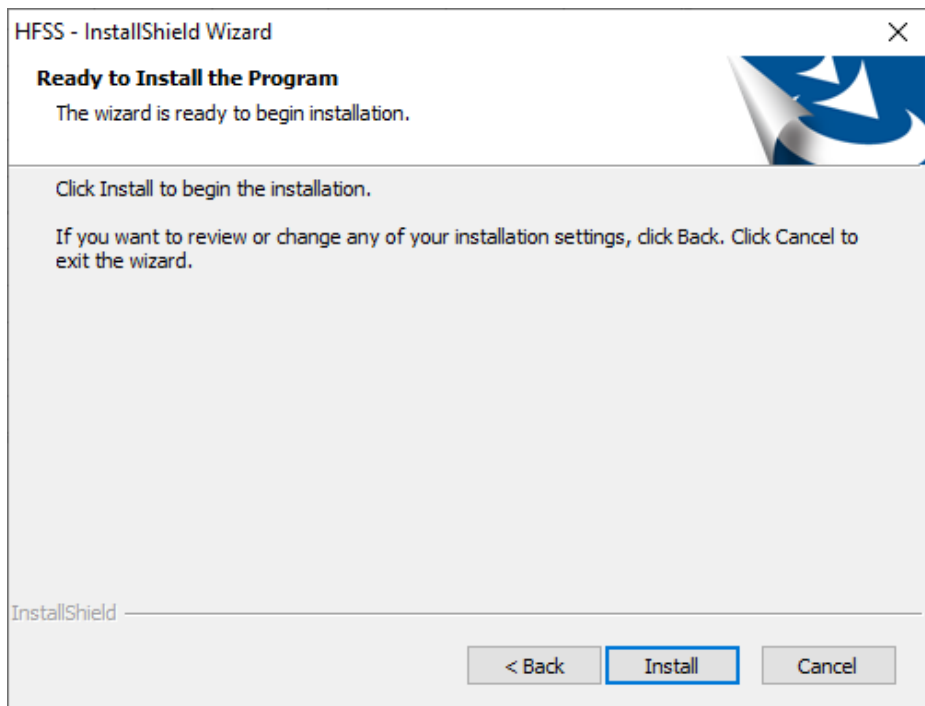 HFSS - InstallShield Wizard
Ready to Install the Program
The wizard is ready to begin installation.
Click Install to begin the installation.
If you want to review or change any of your installation settings, click Back. Click Cancel to
exit the wizard.
InstallShield
< Back
Install
Cancel